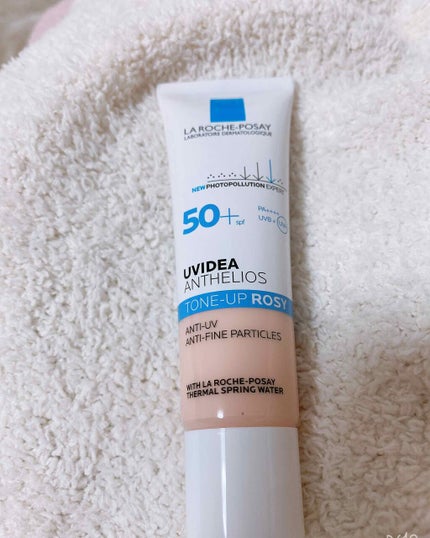 LA ROCHE-POSAY
LABORATOIRE DERMATOLOGIQUE
NEW PHOTOPOLLUTION EXPERT
50+ spf
PA++++
UVB +
UVIDEA
ANTHELIOS
TONE-UP ROSY
ANTI-UV
ANTI-FINE PARTICLES
WITH LA ROCHE-POSAY
THERMAL SPRING WATER